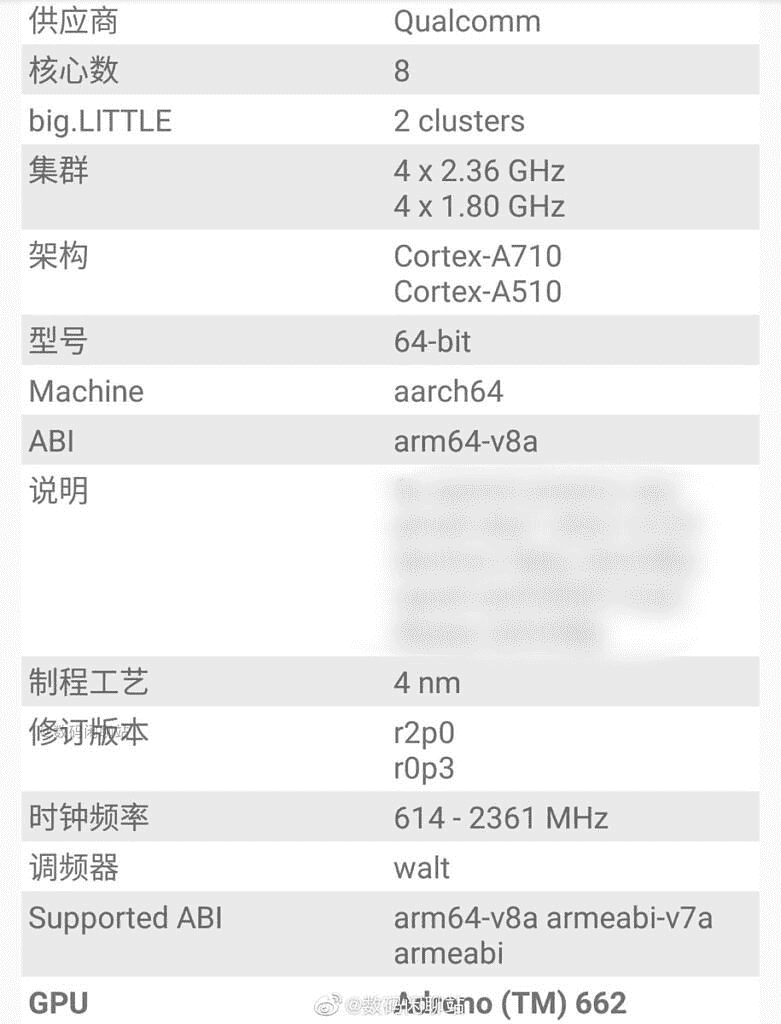 供应商 Qualcomm
核心数 8
big.LITTLE 2 clusters
集群 4 x 2.36 GHz
4 x 1.80 GHz
架构 Cortex-A710
Cortex-A510
型号 64-bit
Machine aarch64
ABI arm64-v8a
说明
制程工艺 4 nm
修订版本 r2p0
r0p3
时钟频率 614 - 2361 MHz
调频器 walt
Supported ABI arm64-v8a armeabi-v7a
armeabi
GPU Adreno (TM) 662
@数码闲聊站